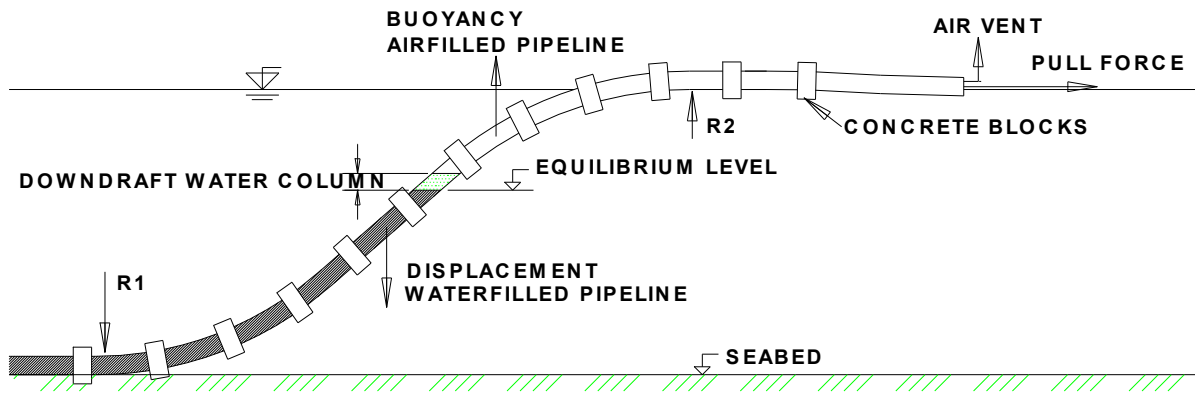 BUOYANCY
AIRFILLED PIPELINE
AIR VENT
PULL FORCE
R2
CONCRETE BLOCKS
DOWNDRAFT WATER COLUMN
EQUILIBRIUM LEVEL
R1
DISPLACEMENT
WATERFILLED PIPELINE
SEABED